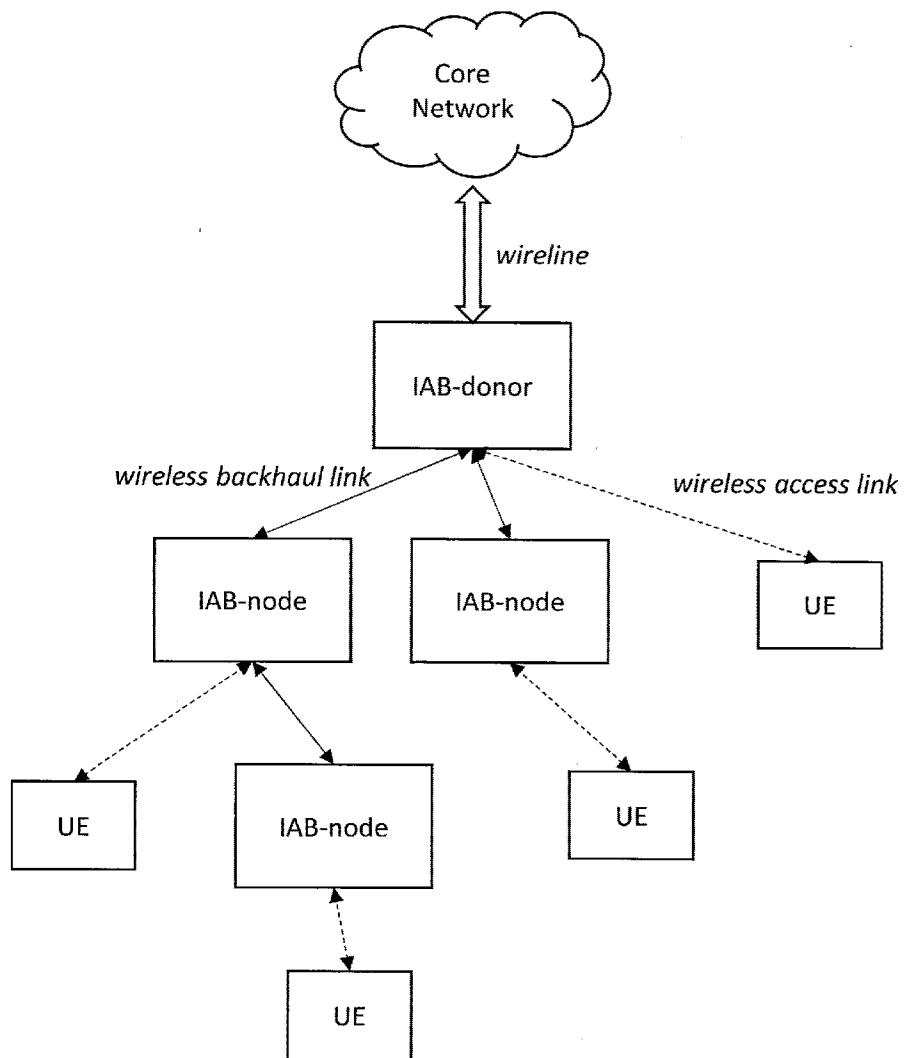 Core
Network
wireline
IAB-donor
wireless backhaul link
wireless access link
IAB-node
IAB-node
UE
UE
IAB-node
UE
UE